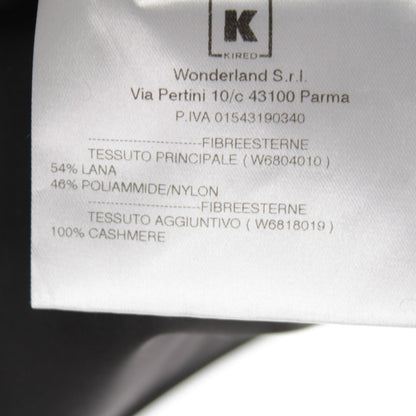 K
KIRED
Wonderland S.r.l.
Via Pertini 10/c 43100 Parma
P.IVA 01543190340
------------------------FIBREESTERNE
TESSUTO PRINCIPALE ( W6804010 )
54% LANA
46% POLIAMMIDE/NYLON
------------------------FIBREESTERNE
TESSUTO AGGIUNTIVO ( W6818019 )
100% CASHMERE